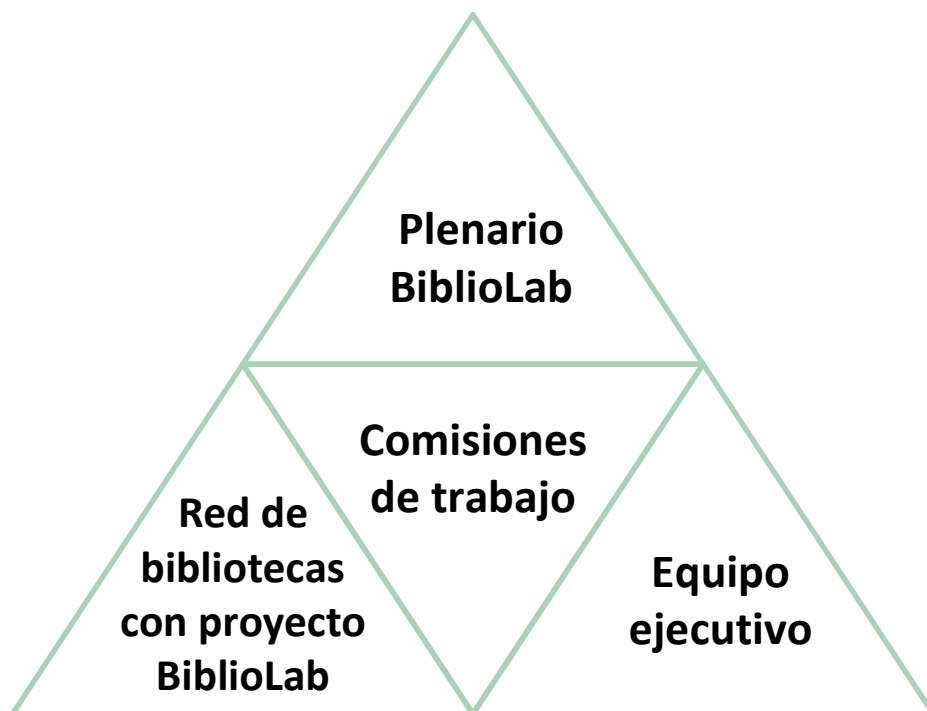 Plenario
BiblioLab
Comisiones
de trabajo
Red de
bibliotecas
con proyecto
BiblioLab
Equipo
ejecutivo